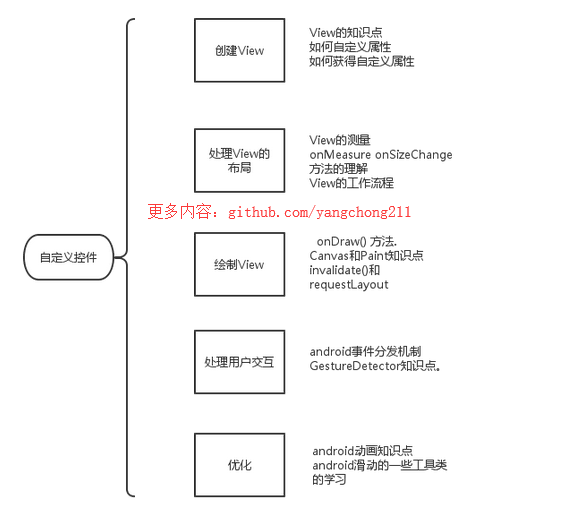 创建View
View的知识点
如何自定义属性
如何获得自定义属性
处理View的
布局
View的测量
onMeasure onSizeChange
方法的理解
View的工作流程
更多内容：github.com/yangchong211
自定义控件
绘制View
onDraw() 方法.
Canvas和Paint知识点
invalidate()和
requestLayout
处理用户交互
android事件分发机制
GestureDetector知识点。
优化
android动画知识点
android滑动的一些工具类
的学习